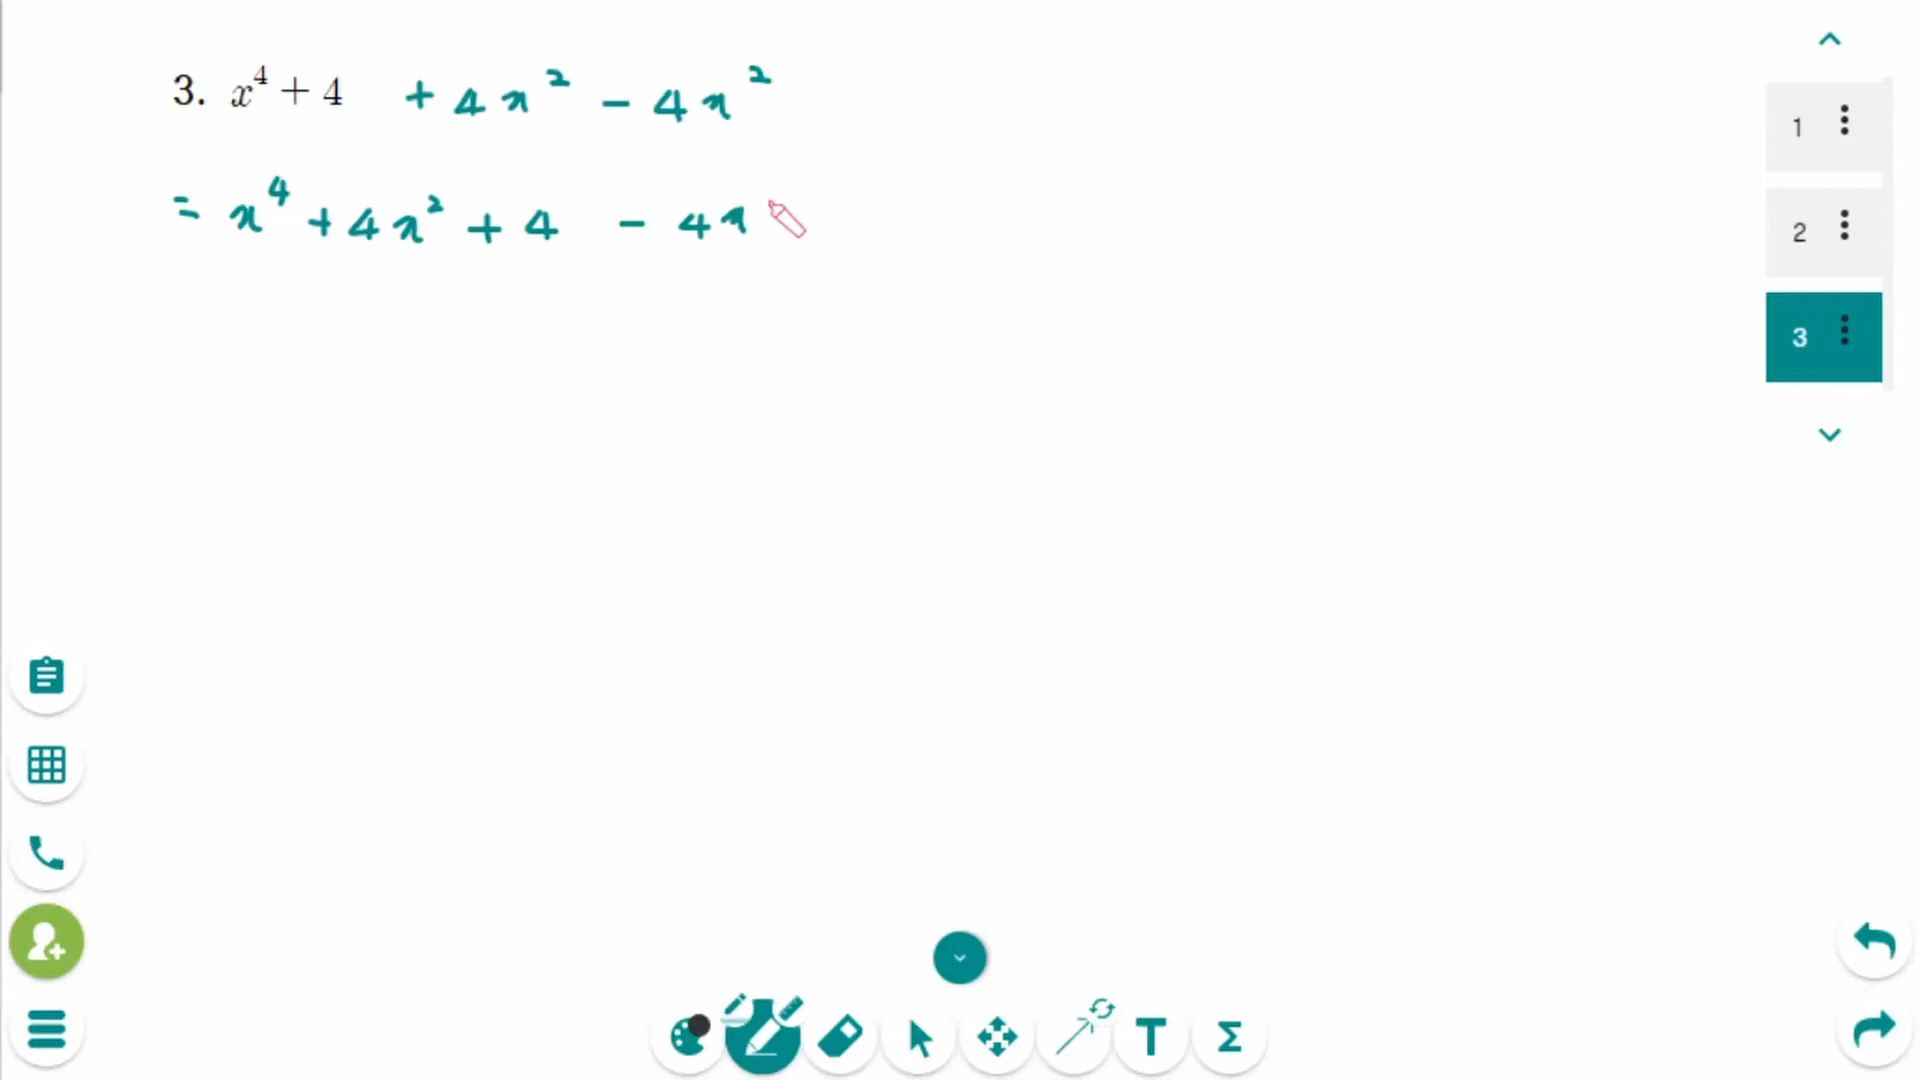 3. x⁴ + 4 + 4x² − 4x²
= x⁴ + 4x² + 4 − 4x
1
2
3
T
Σ